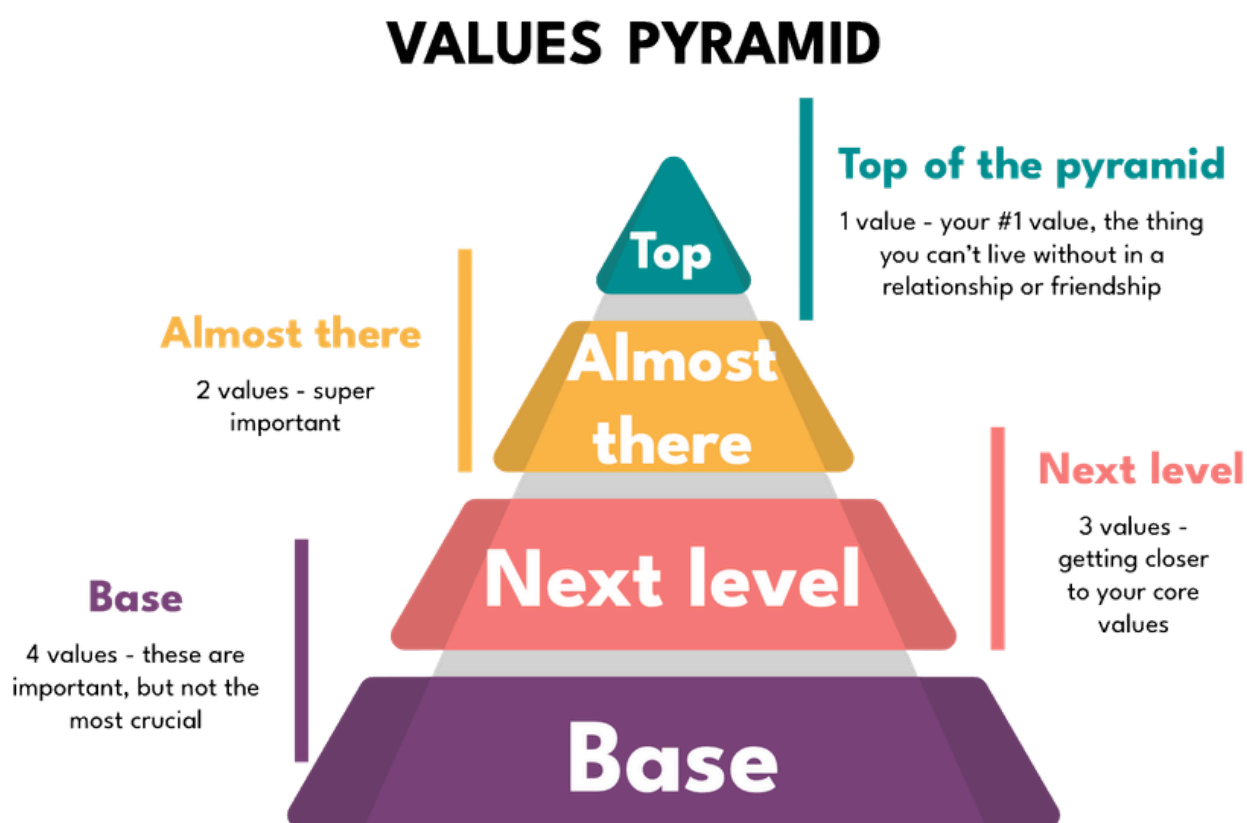 VALUES PYRAMID
Top of the pyramid
1 value - your #1 value, the thing
you can't live without in a
relationship or friendship
Top
Almost there
2 values - super
important
Almost
there
Next level
3 values -
getting closer
to your core
values
Next level
Base
4 values - these are
important, but not the
most crucial
Base